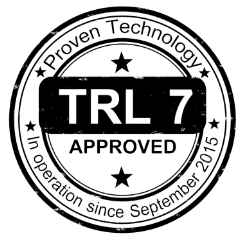 Proven Technology
TRL 7
APPROVED
In operation since September 2015